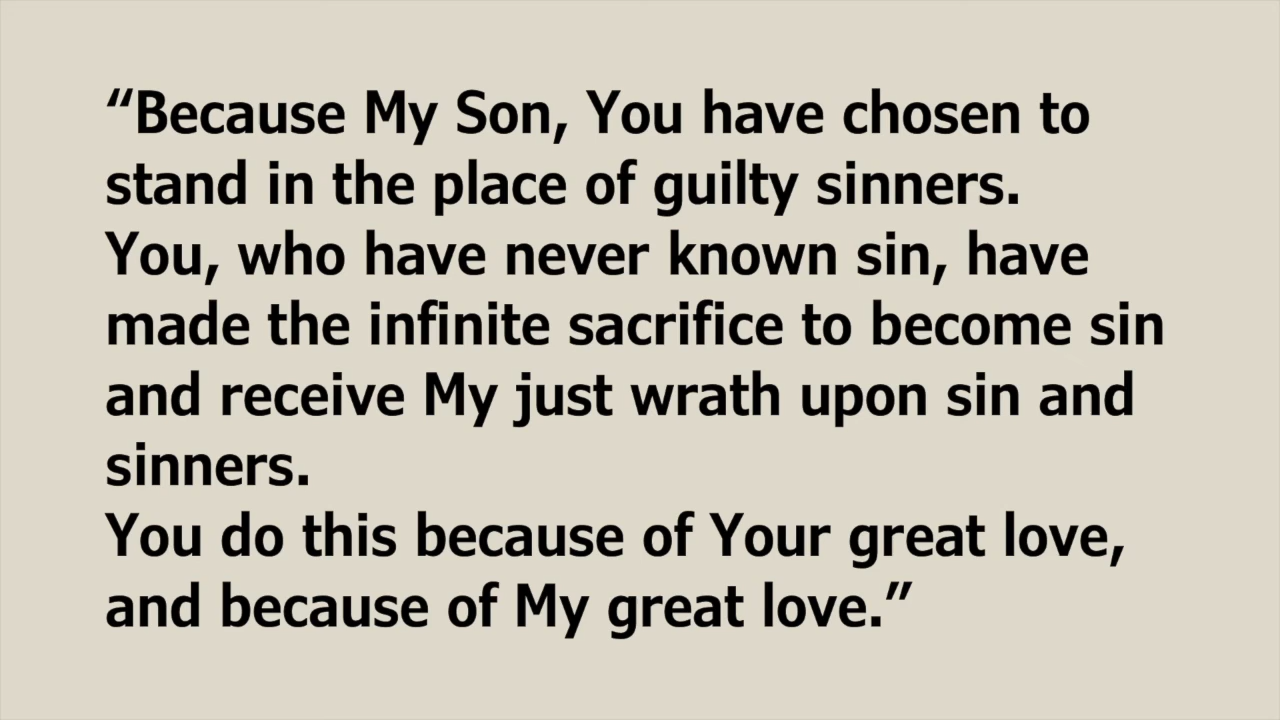 “Because My Son, You have chosen to
stand in the place of guilty sinners.
You, who have never known sin, have
made the infinite sacrifice to become sin
and receive My just wrath upon sin and
sinners.
You do this because of Your great love,
and because of My great love.”